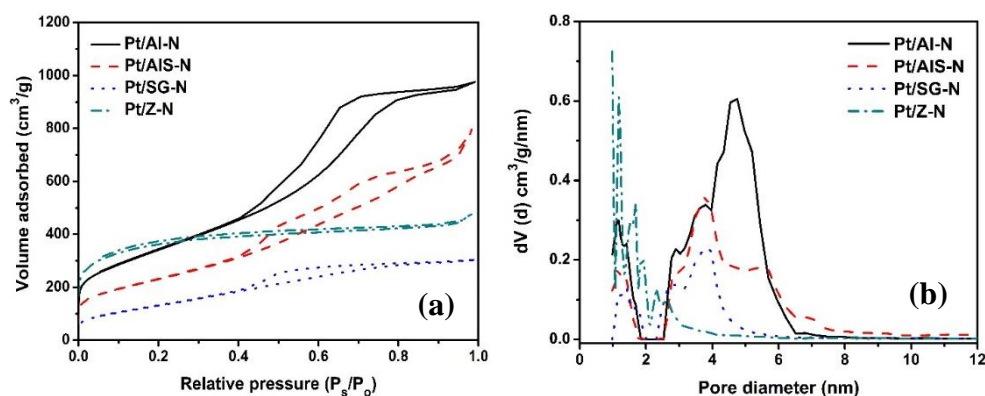 1200
1000
800
600
400
200
0
Volume adsorbed (cm³/g)
0.0 0.2 0.4 0.6 0.8 1.0
Relative pressure (Pₛ/Pₒ)
Pt/Al-N
Pt/AlS-N
Pt/SG-N
Pt/Z-N
(a)
0.8
0.6
0.4
0.2
0.0
dV (d) cm³/g/nm
0 2 4 6 8 10 12
Pore diameter (nm)
Pt/Al-N
Pt/AlS-N
Pt/SG-N
Pt/Z-N
(b)